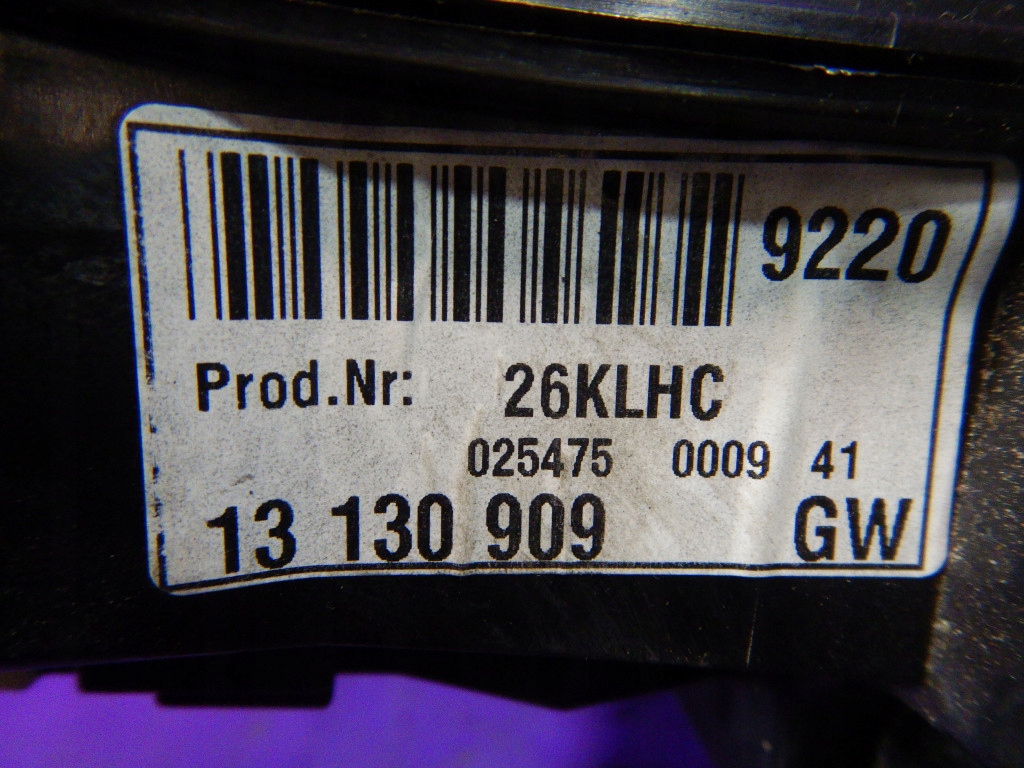 9220
Prod.Nr: 26KLHC
025475 0009 41
13 130 909 GW